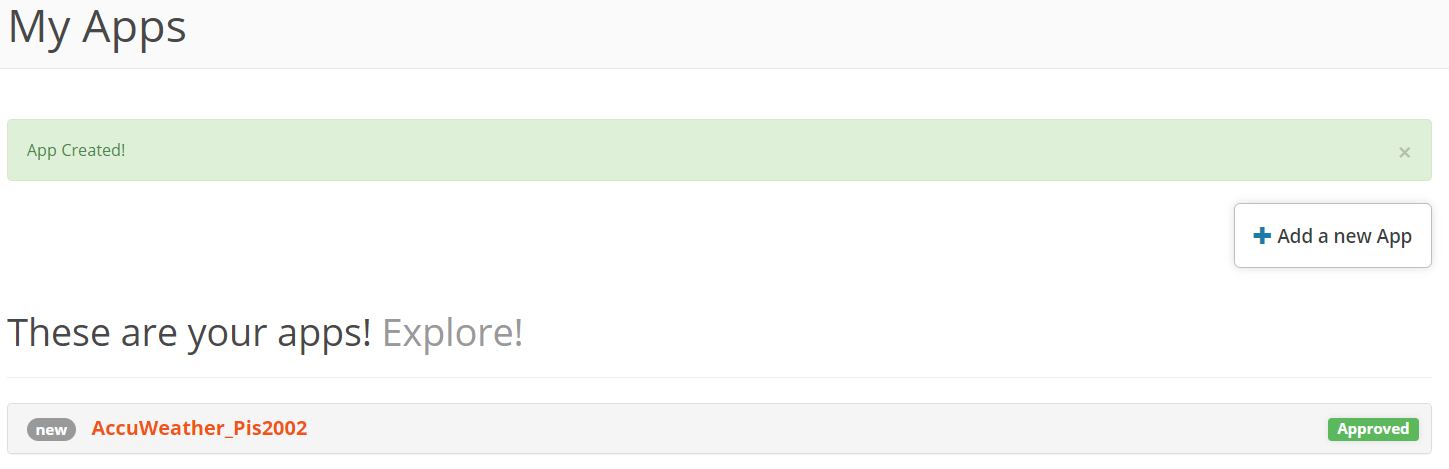 My Apps
App Created!
×
Add a new App
These are your apps! Explore!
new AccuWeather_Pis2002 Approved